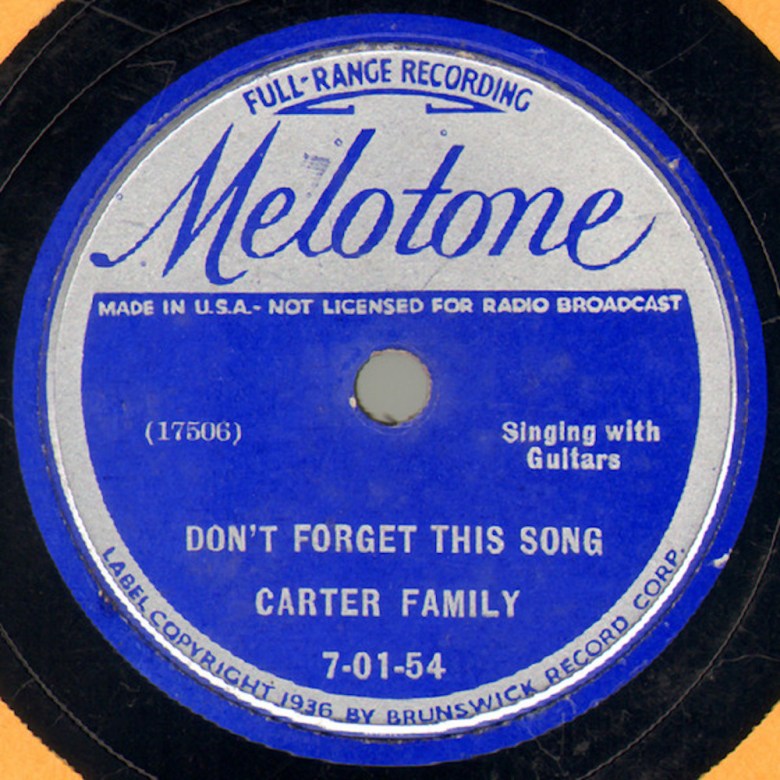 FULL-RANGE RECORDING
Melotone
MADE IN U.S.A.- NOT LICENSED FOR RADIO BROADCAST
(17506)
Singing with
Guitars
DON'T FORGET THIS SONG
CARTER FAMILY
7-01-54
LABEL COPYRIGHT 1936 BY BRUNSWICK RECORD CORP.